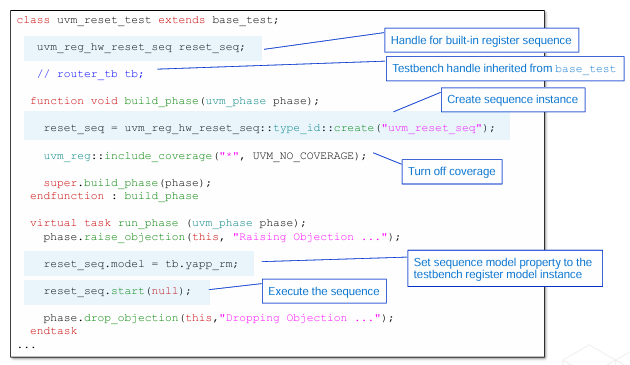 class uvm_reset_test extends base_test;
uvm_reg_hw_reset_seq reset_seq;
Handle for built-in register sequence
// router_tb tb;
Testbench handle inherited from base_test
function void build_phase(uvm_phase phase);
Create sequence instance
reset_seq = uvm_reg_hw_reset_seq::type_id::create("uvm_reset_seq");
uvm_reg::include_coverage("*", UVM_NO_COVERAGE);
Turn off coverage
super.build_phase(phase);
endfunction : build_phase
virtual task run_phase (uvm_phase phase);
phase.raise_objection(this, "Raising Objection ...");
reset_seq.model = tb.yapp_rm;
Set sequence model property to the
testbench register model instance
reset_seq.start(null);
Execute the sequence
phase.drop_objection(this,"Dropping Objection ...");
endtask
...